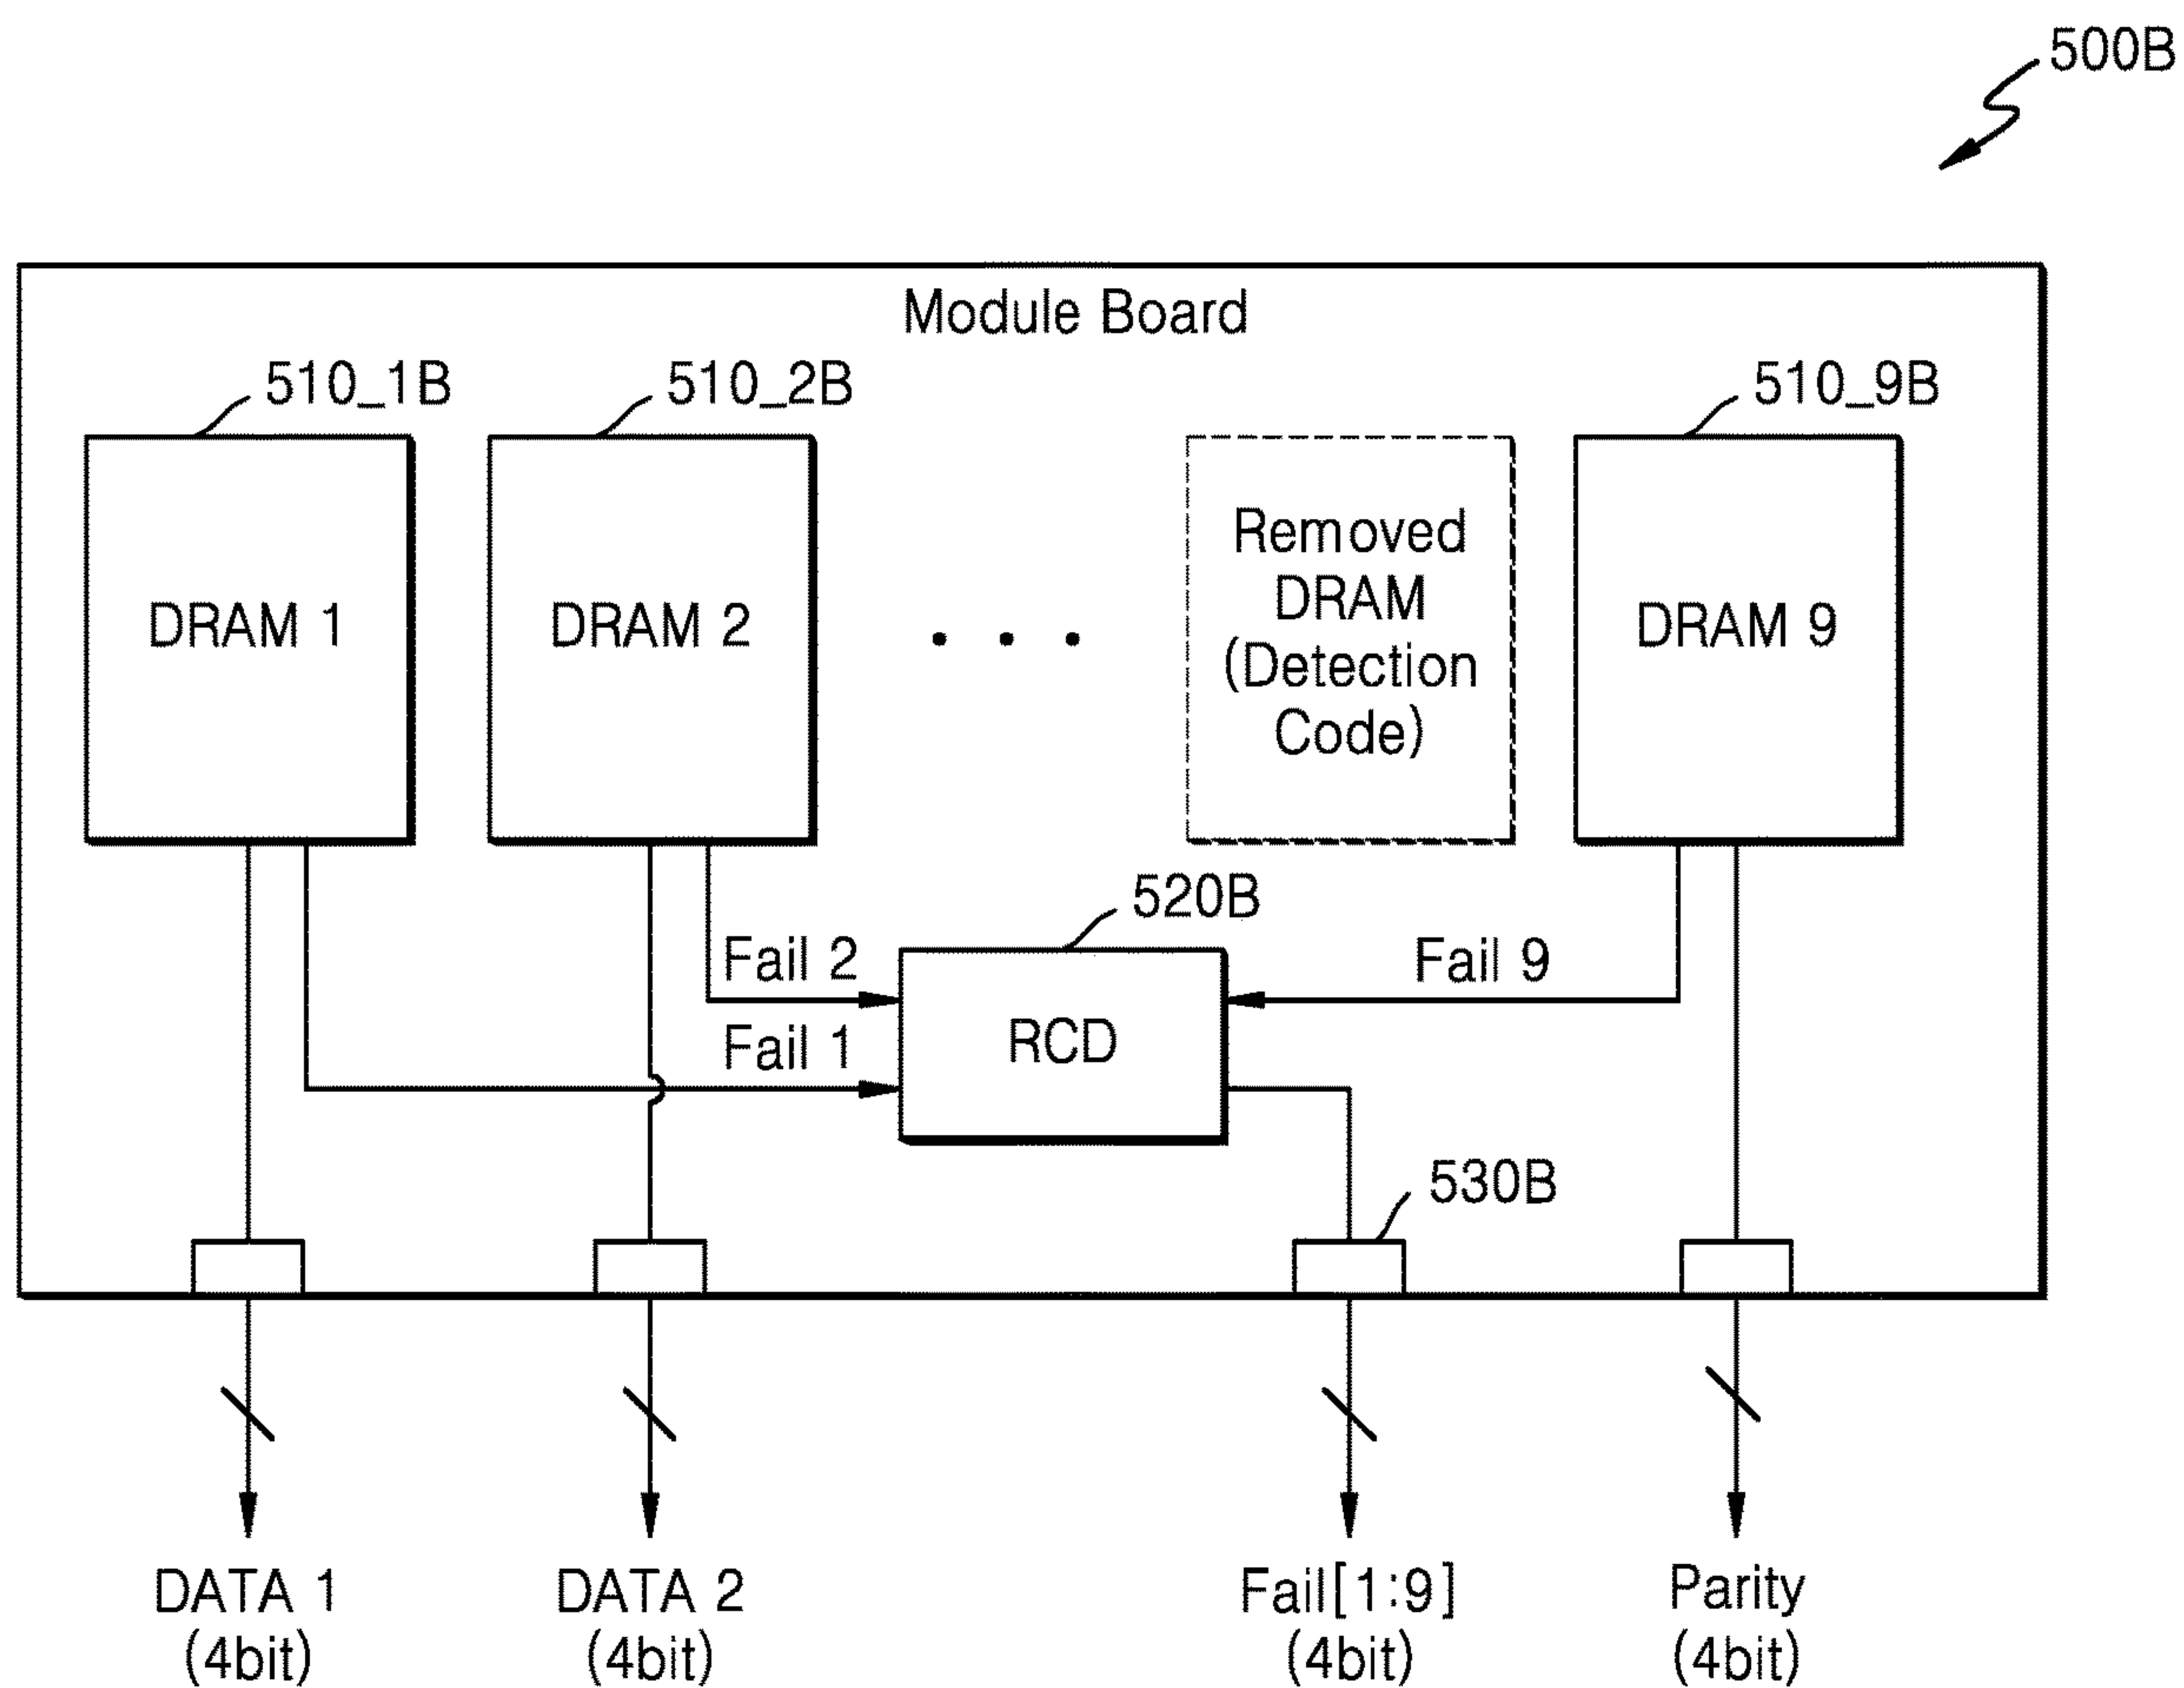 500B
Module Board
510_1B
510_2B
510_9B
DRAM 1
DRAM 2
. . .
Removed
DRAM
(Detection
Code)
DRAM 9
520B
Fail 2
Fail 9
RCD
Fail 1
530B
DATA 1
(4bit)
DATA 2
(4bit)
Fail[1:9]
(4bit)
Parity
(4bit)